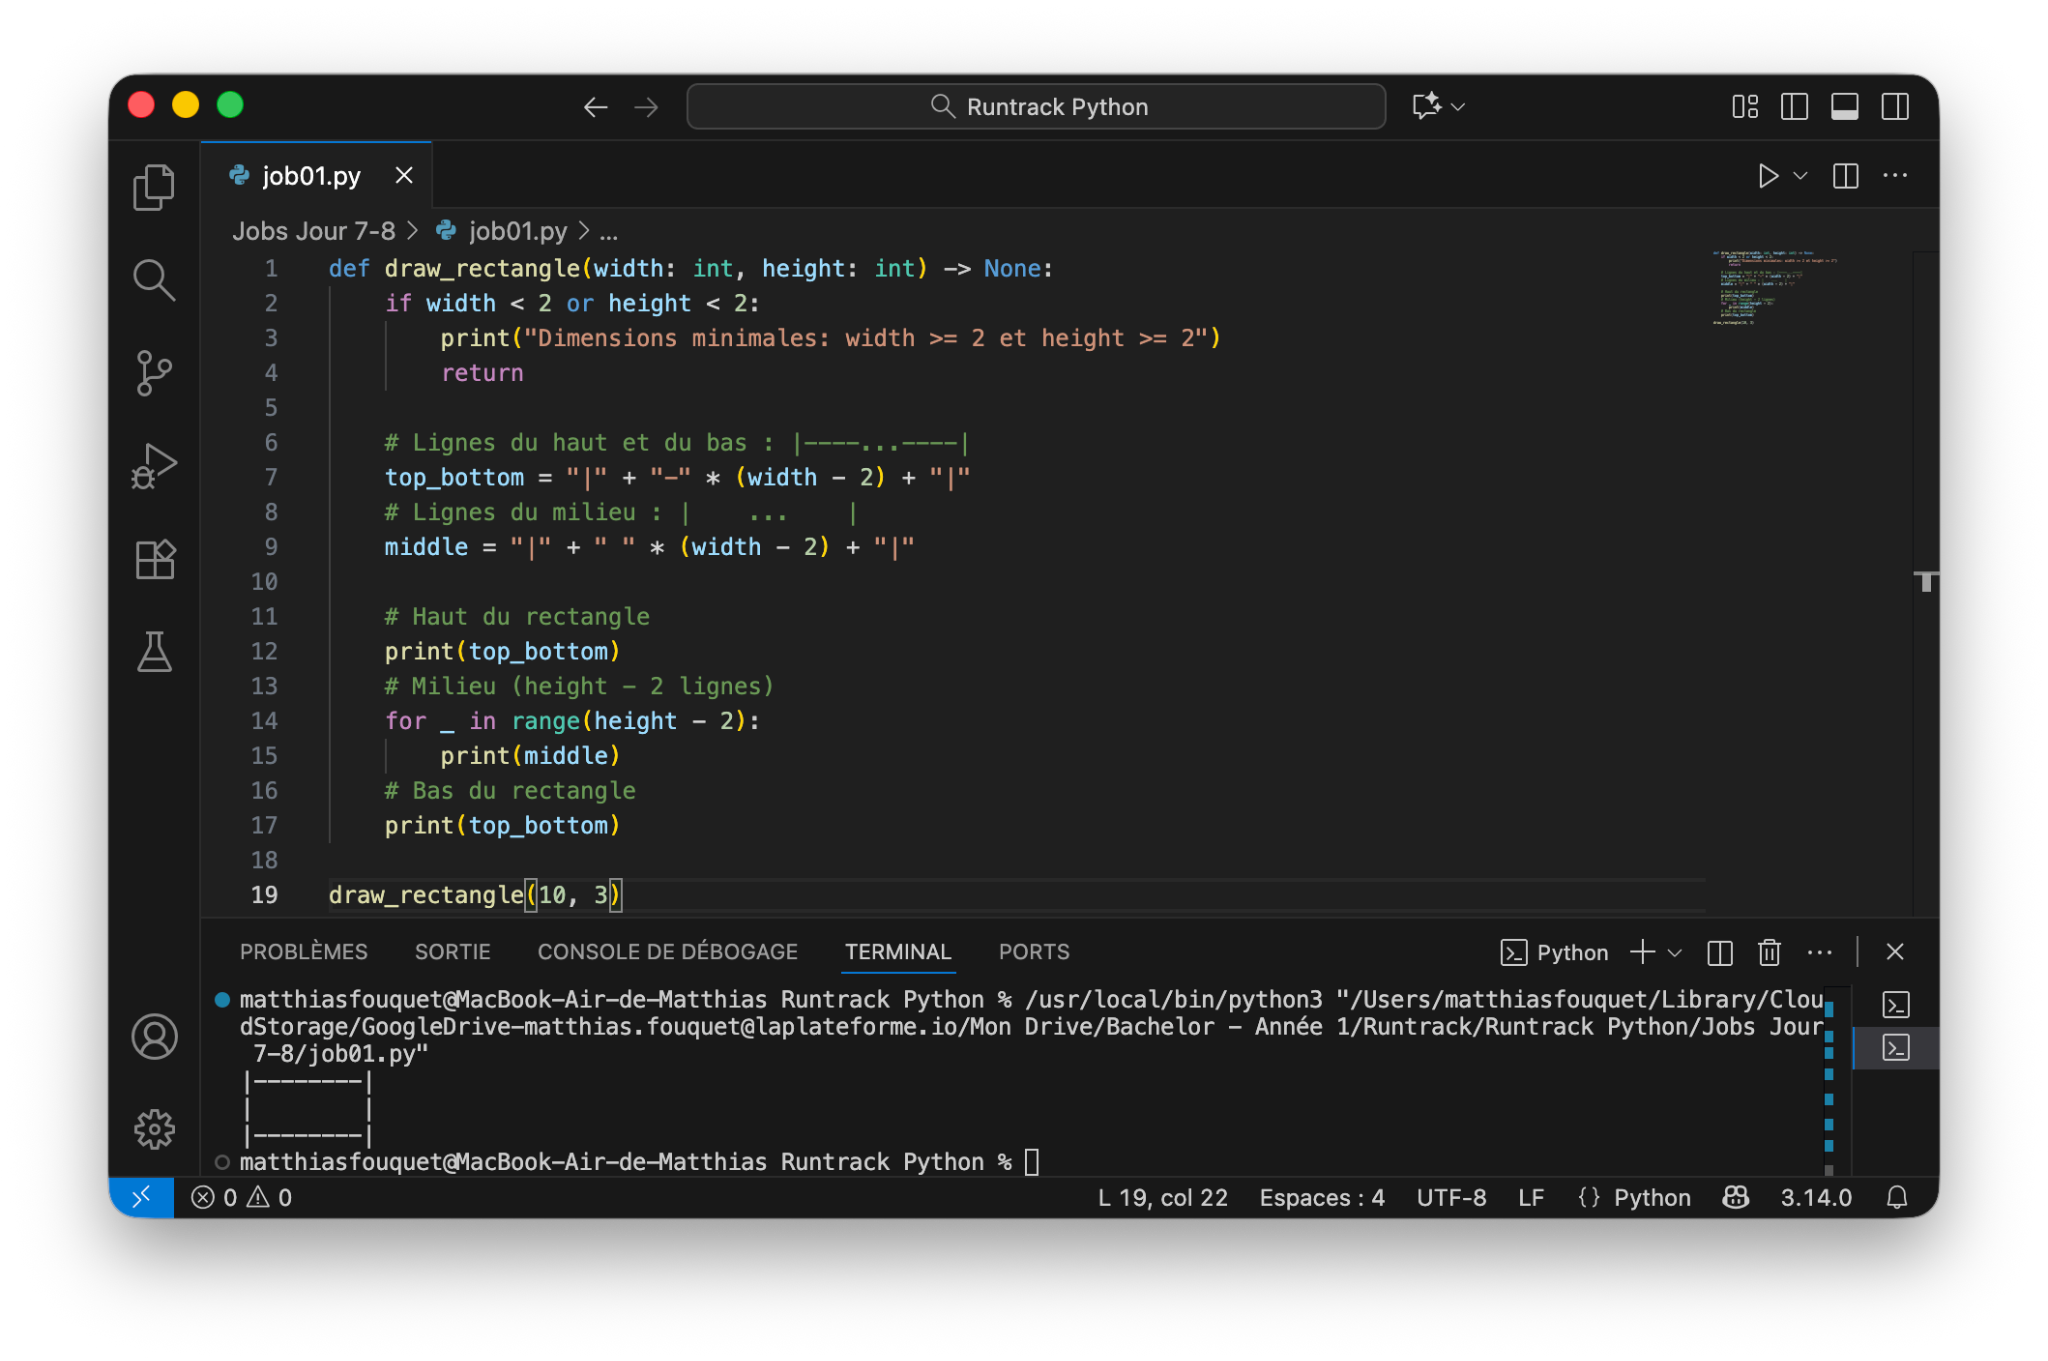 Runtrack Python
job01.py
Jobs Jour 7-8 > job01.py > ...
1 def draw_rectangle(width: int, height: int) -> None:
2     if width < 2 or height < 2:
3         print("Dimensions minimales: width >= 2 et height >= 2")
4         return
5
6     # Lignes du haut et du bas : |----...----|
7     top_bottom = "|" + "-" * (width - 2) + "|"
8     # Lignes du milieu : |    ...    |
9     middle = "|" + " " * (width - 2) + "|"
10
11     # Haut du rectangle
12     print(top_bottom)
13     # Milieu (height - 2 lignes)
14     for _ in range(height - 2):
15         print(middle)
16     # Bas du rectangle
17     print(top_bottom)
18
19 draw_rectangle(10, 3)
PROBLÈMES SORTIE CONSOLE DE DÉBOGAGE TERMINAL PORTS Python
matthiasfouquet@MacBook-Air-de-Matthias Runtrack Python % /usr/local/bin/python3 "/Users/matthiasfouquet/Library/Clou
dStorage/GoogleDrive-matthias.fouquet@laplateforme.io/Mon Drive/Bachelor - Année 1/Runtrack/Runtrack Python/Jobs Jour
 7-8/job01.py"
|--------|
|        |
|--------|
matthiasfouquet@MacBook-Air-de-Matthias Runtrack Python %
0 0 L 19, col 22 Espaces : 4 UTF-8 LF {} Python 3.14.0